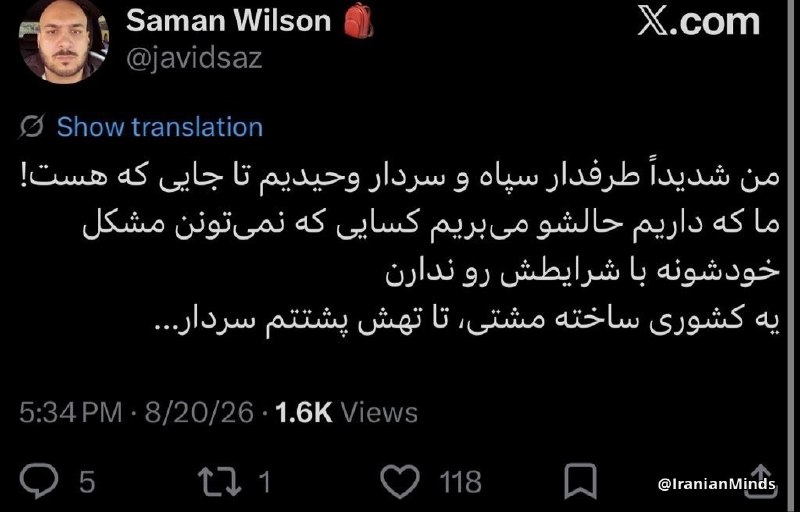 Saman Wilson 🎒
X.com
@javidsaz
Show translation
من شدیداً طرفدار سپاه و سردار وحیدیم تا جایی که هست!
ما که داریم حالشو می‌بریم کسایی که نمی‌تونن مشکل
خودشونه با شرایطش رو ندارن
یه کشوری ساخته مشتی، تا تهش پشتتم سردار...
5:34 PM · 8/20/26 · 1.6K Views
5 1 118
@IranianMinds